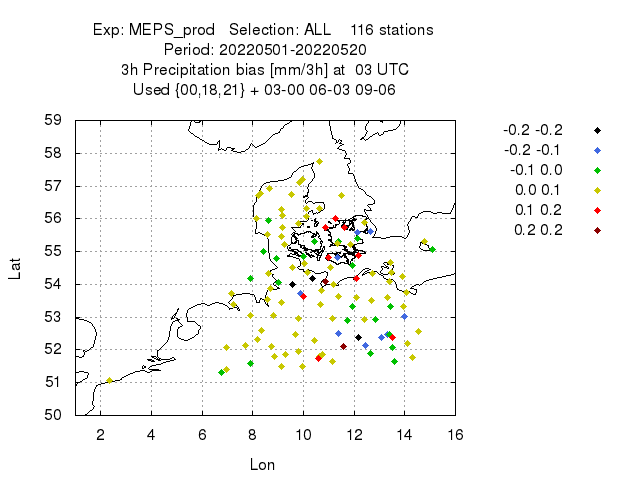 Exp: MEPS_prod Selection: ALL 116 stations
Period: 20220501-20220520
3h Precipitation bias [mm/3h] at 03 UTC
Used {00,18,21} + 03-00 06-03 09-06
-0.2 -0.2
-0.2 -0.1
-0.1 0.0
0.0 0.1
0.1 0.2
0.2 0.2
Lat
59
58
57
56
55
54
53
52
51
50
2 4 6 8 10 12 14 16
Lon